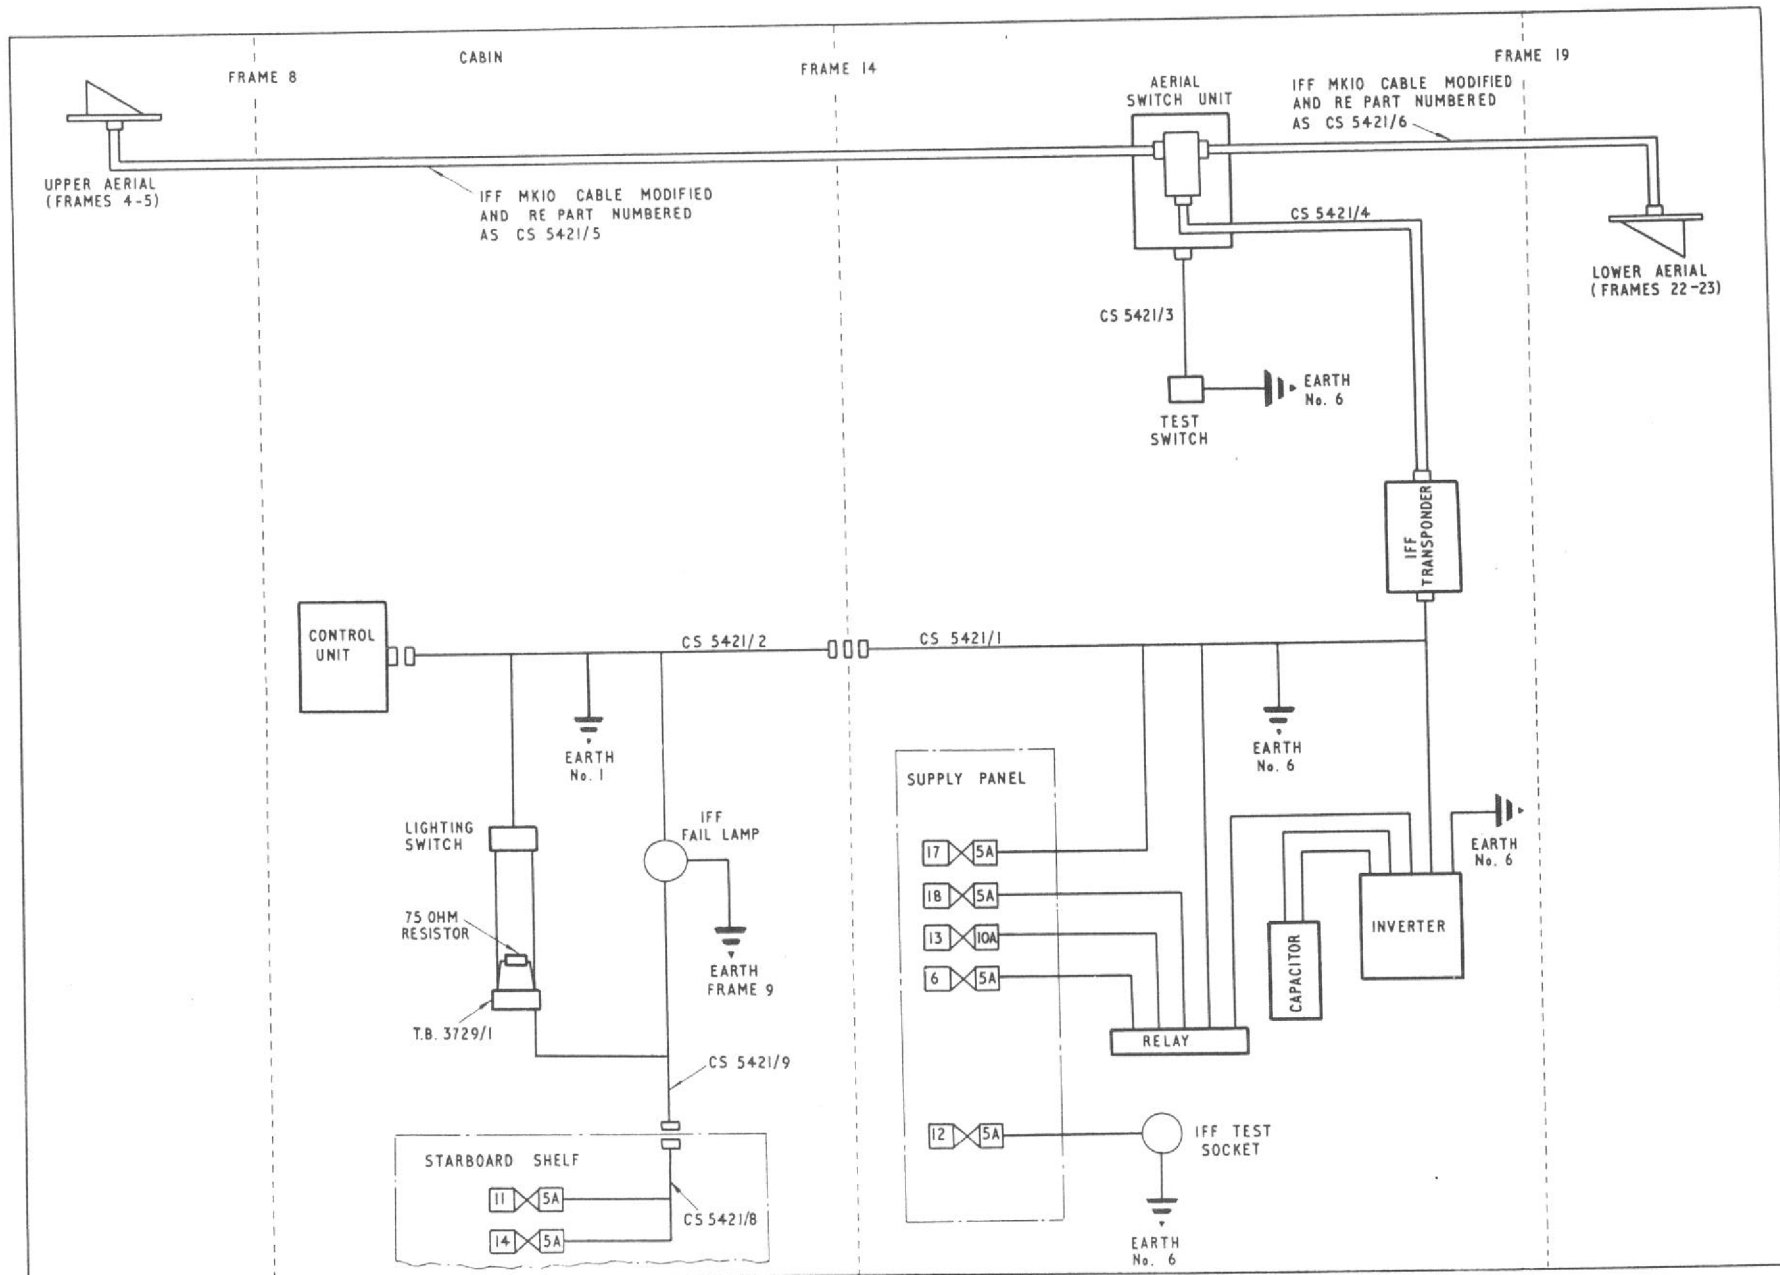 CABIN
FRAME 8
FRAME 14
FRAME 19
UPPER AERIAL
(FRAMES 4-5)
IFF MK10 CABLE MODIFIED
AND RE PART NUMBERED
AS CS 5421/5
AERIAL
SWITCH UNIT
IFF MK10 CABLE MODIFIED
AND RE PART NUMBERED
AS CS 5421/6
CS 5421/4
LOWER AERIAL
(FRAMES 22-23)
CS 5421/3
EARTH
No. 6
TEST
SWITCH
IFF
TRANSPONDER
CONTROL
UNIT
CS 5421/2
CS 5421/1
EARTH
No. 1
EARTH
No. 6
SUPPLY PANEL
LIGHTING
SWITCH
IFF
FAIL LAMP
17 5A
18 5A
13 10A
6 5A
EARTH
No. 6
75 OHM
RESISTOR
EARTH
FRAME 9
CAPACITOR
INVERTER
T.B. 3729/1
RELAY
CS 5421/9
12 5A
IFF TEST
SOCKET
STARBOARD SHELF
11 5A
14 5A
CS 5421/8
EARTH
No. 6